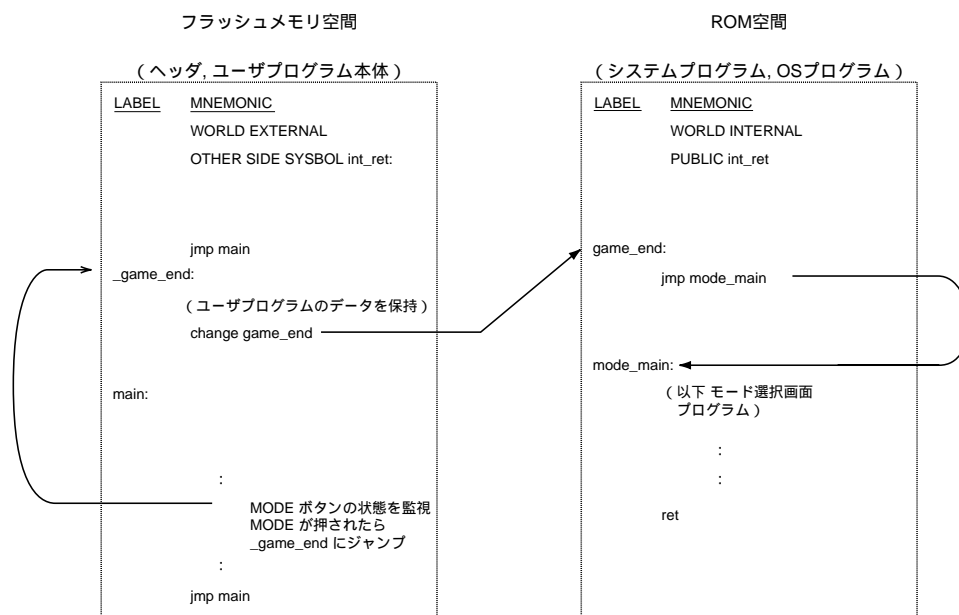 フラッシュメモリ空間
(ヘッダ, ユーザプログラム本体)
LABEL MNEMONIC
WORLD EXTERNAL
OTHER SIDE SYSBOL int_ret:
jmp main
_game_end:
(ユーザプログラムのデータを保持)
change game_end
main:
:
MODE ボタンの状態を監視
MODE が押されたら
_game_end にジャンプ
:
jmp main
ROM空間
(システムプログラム, OSプログラム)
LABEL MNEMONIC
WORLD INTERNAL
PUBLIC int_ret
game_end:
jmp mode_main
mode_main:
(以下 モード選択画面
プログラム)
:
:
ret